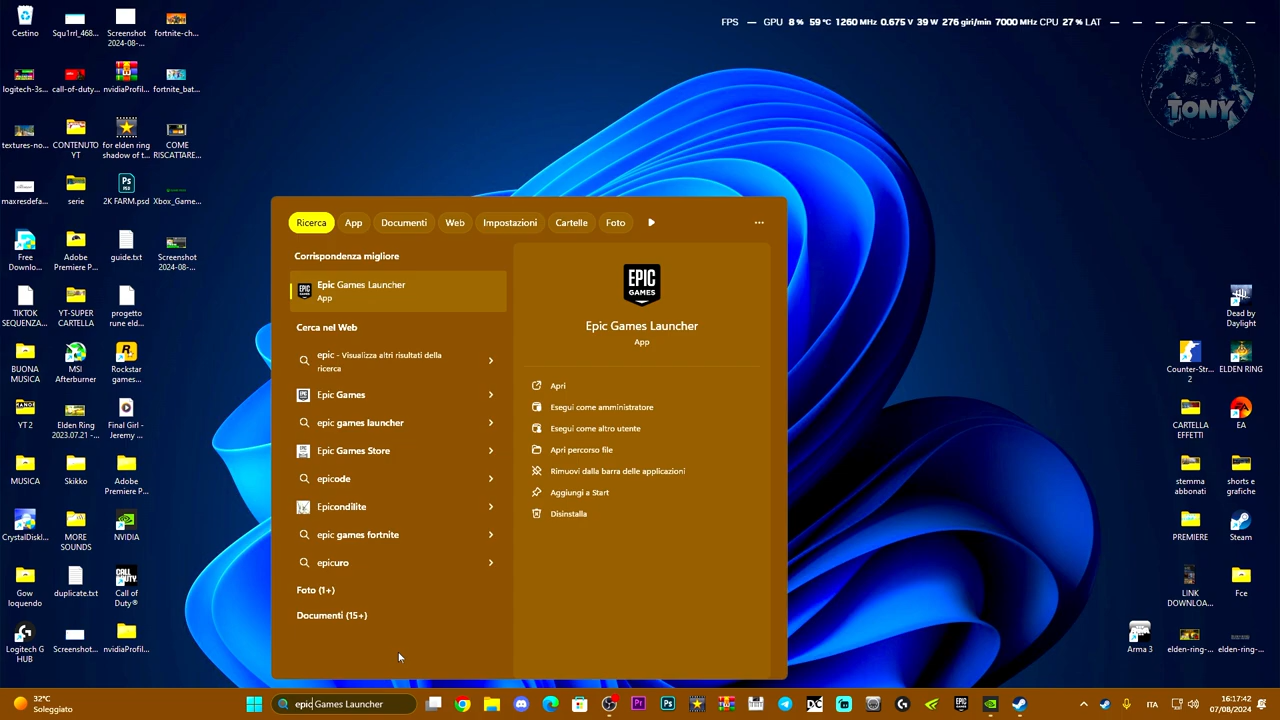 FPS — GPU 8 % 59 °C 1260 MHz 0.675 V 39 W 276 giri/min 7000 MHz CPU 27 % LAT — — — — — —
TONY
Cestino
Squ1rrl_468...
Screenshot
2024-08-...
fortnite-ch...
logitech-3s...
call-of-duty...
nvidiaProfil...
fortnite_bat...
textures-no...
CONTENUTO
YT
for elden ring
shadow of t...
COME
RISCATTARE...
maxresdefa...
serie
2K FARM.psd
Xbox_Game...
Free
Downlo...
Adobe
Premiere P...
guide.txt
Screenshot
2024-08-...
TIKTOK
SEQUENZA...
YT-SUPER
CARTELLA
progetto
rune eld...
BUONA
MUSICA
MSI
Afterburner
Rockstar
games...
YT 2
Elden Ring
2023.07.21 -...
Final Girl -
Jeremy ...
MUSICA
Skikko
Adobe
Premiere P...
CrystalDiskI...
MORE
SOUNDS
NVIDIA
Gow
loquendo
duplicate.txt
Call of
Duty®
Logitech G
HUB
Screenshot...
nvidiaProfil...
Ricerca
App
Documenti
Web
Impostazioni
Cartelle
Foto
Corrispondenza migliore
Epic Games Launcher
App
Cerca nel Web
epic - Visualizza altri risultati della
ricerca
Epic Games
epic games launcher
Epic Games Store
epicode
Epicondilite
epic games fortnite
epicuro
Foto (1+)
Documenti (15+)
EPIC
GAMES
Epic Games Launcher
App
Apri
Esegui come amministratore
Esegui come altro utente
Apri percorso file
Rimuovi dalla barra delle applicazioni
Aggiungi a Start
Disinstalla
Dead by
Daylight
Counter-Str...
2
ELDEN RING
CARTELLA
EFFETTI
EA
stemma
abbonati
shorts e
grafiche
PREMIERE
Steam
LINK
DOWNLOA...
Fce
Arma 3
elden-ring-...
elden-ring-...
32°C
Soleggiato
epic Games Launcher
ITA
16:17:42
07/08/2024